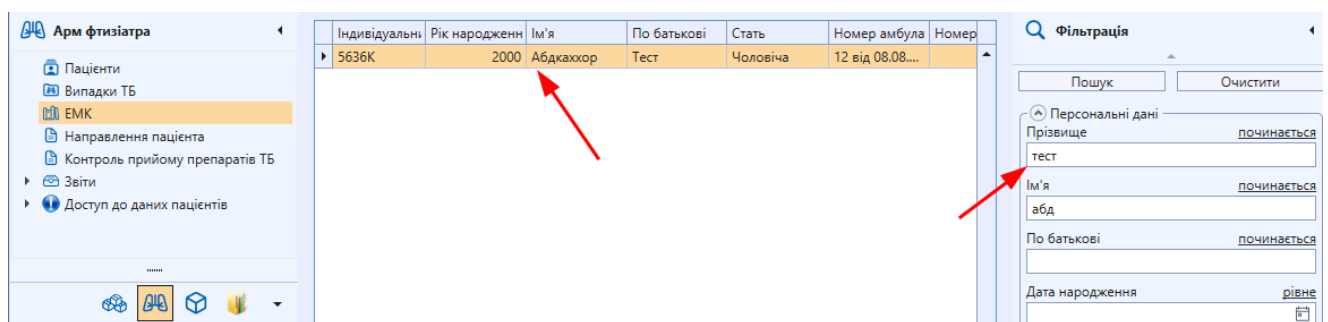 Арм фтизіатра
Пацієнти
Випадки ТБ
ЕМК
Направлення пацієнта
Контроль прийому препаратів ТБ
Звіти
Доступ до даних пацієнтів
Індивідуальн Рік народженн Ім'я По батькові Стать Номер амбула Номер
5636К 2000 Абдкаххор Тест Чоловіча 12 від 08.08....
Фільтрація
Пошук Очистити
Персональні дані
Прізвище починається
тест
Ім'я починається
абд
По батькові починається
Дата народження рівне